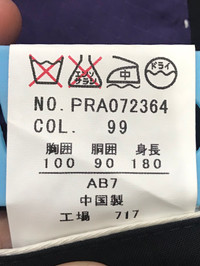 エンソ サラシ 中 ドライ
NO. PRA072364
COL. 99
胸囲 胴囲 身長
100 90 180
AB7
中国製
工場 717